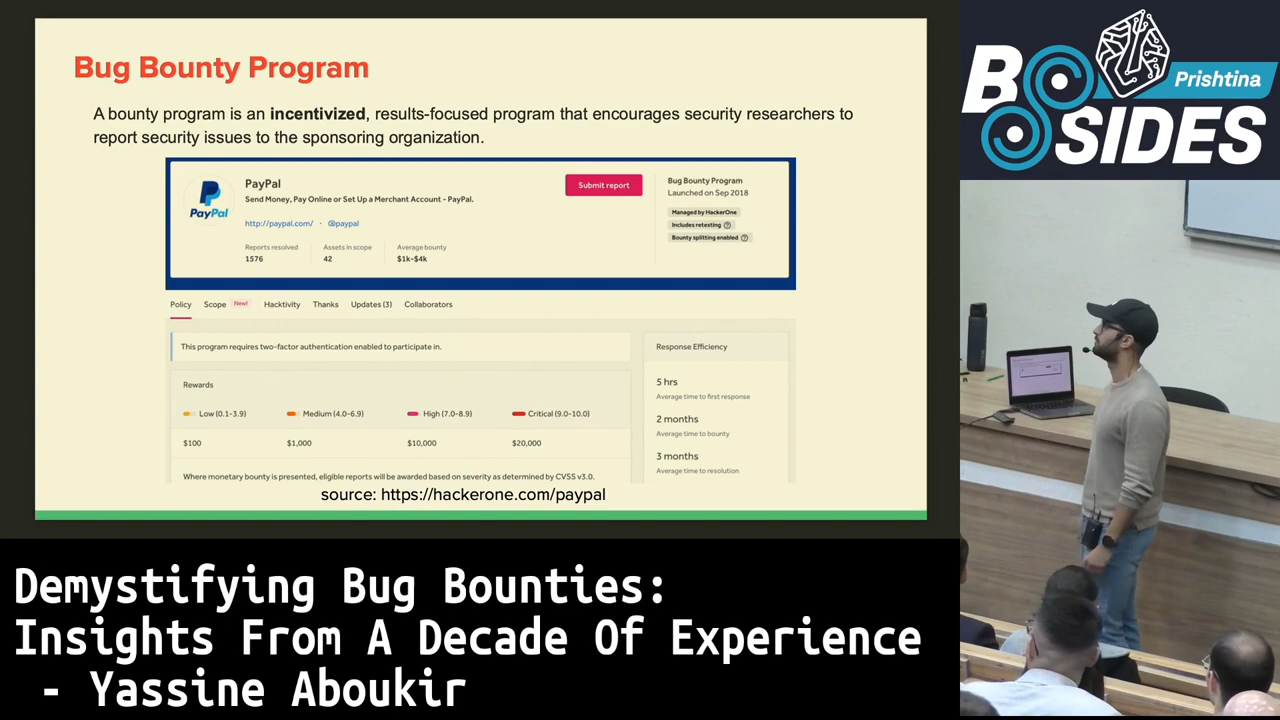 Bug Bounty Program
A bounty program is an incentivized, results-focused program that encourages security researchers to
report security issues to the sponsoring organization.
PayPal
PayPal
Send Money, Pay Online or Set Up a Merchant Account - PayPal.
http://paypal.com/ · @paypal
Reports resolved Assets in scope Average bounty
1576 42 $1k-$4k
Submit report
Bug Bounty Program
Launched on Sep 2018
Managed by HackerOne
Includes retesting ?
Bounty splitting enabled ?
Policy Scope New! Hacktivity Thanks Updates (3) Collaborators
This program requires two-factor authentication enabled to participate in.
Rewards
Low (0.1-3.9) Medium (4.0-6.9) High (7.0-8.9) Critical (9.0-10.0)
$100 $1,000 $10,000 $20,000
Where monetary bounty is presented, eligible reports will be awarded based on severity as determined by CVSS v3.0.
Response Efficiency
5 hrs
Average time to first response
2 months
Average time to bounty
3 months
Average time to resolution
source: https://hackerone.com/paypal
BSIDES
Prishtina
Demystifying Bug Bounties:
Insights From A Decade Of Experience
- Yassine Aboukir